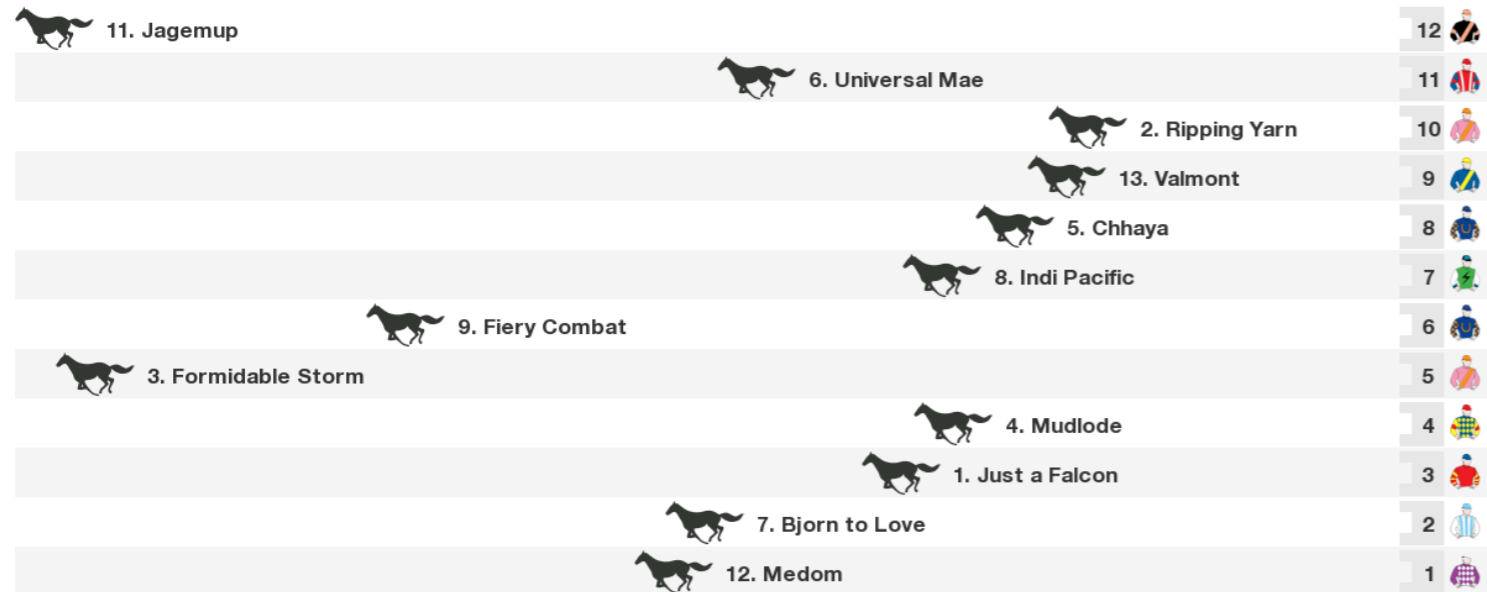 11. Jagemup 12
6. Universal Mae 11
2. Ripping Yarn 10
13. Valmont 9
5. Chhaya 8
8. Indi Pacific 7
9. Fiery Combat 6
3. Formidable Storm 5
4. Mudlode 4
1. Just a Falcon 3
7. Bjorn to Love 2
12. Medom 1